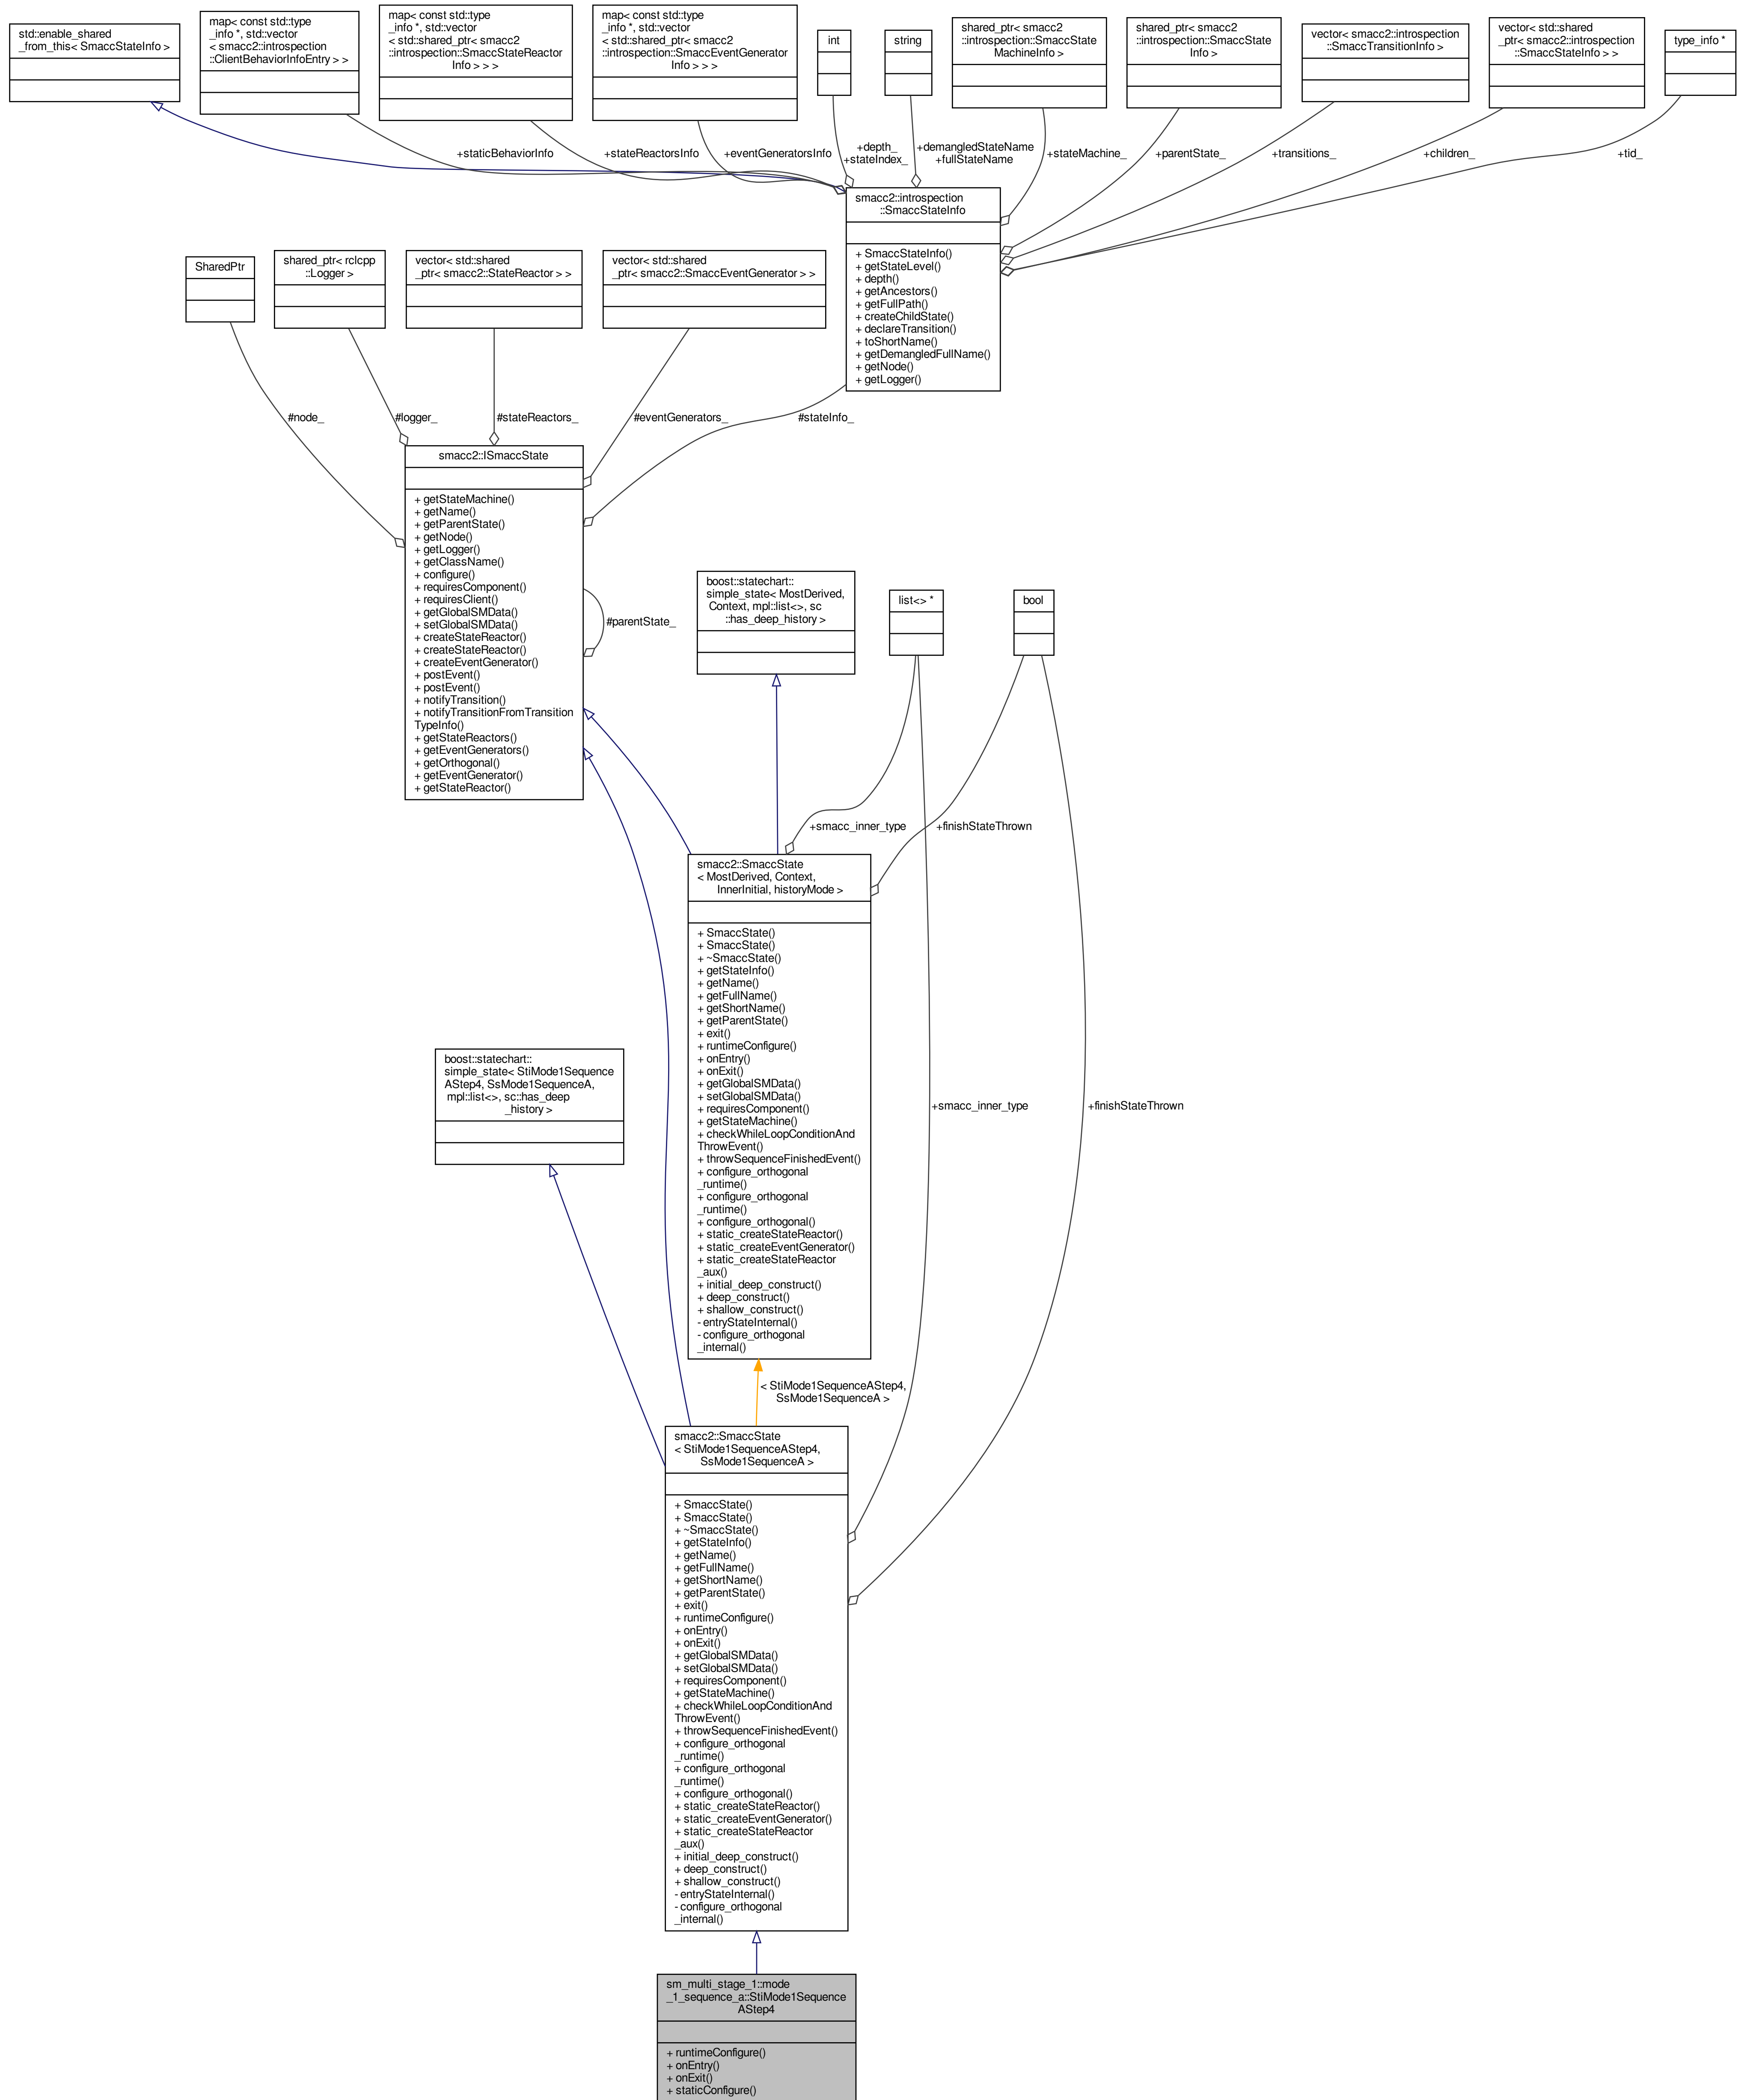 std::enable_shared
_from_this< SmaccStateInfo >
map< const std::type
_info *, std::vector
< smacc2::introspection
::ClientBehaviorInfoEntry > >
map< const std::type
_info *, std::vector
< std::shared_ptr< smacc2
::introspection::SmaccStateReactor
Info > > >
map< const std::type
_info *, std::vector
< std::shared_ptr< smacc2
::introspection::SmaccEventGenerator
Info > > >
int
string
shared_ptr< smacc2
::introspection::SmaccState
MachineInfo >
shared_ptr< smacc2
::introspection::SmaccState
Info >
vector< smacc2::introspection
::SmaccTransitionInfo >
vector< std::shared
_ptr< smacc2::introspection
::SmaccStateInfo > >
type_info *
+staticBehaviorInfo
+stateReactorsInfo
+eventGeneratorsInfo
+depth_
+stateIndex_
+demangledStateName
+fullStateName
+stateMachine_
+parentState_
+transitions_
+children_
+tid_
smacc2::introspection
::SmaccStateInfo
+ SmaccStateInfo()
+ getStateLevel()
+ depth()
+ getAncestors()
+ getFullPath()
+ createChildState()
+ declareTransition()
+ toShortName()
+ getDemangledFullName()
+ getNode()
+ getLogger()
SharedPtr
shared_ptr< rclcpp
::Logger >
vector< std::shared
_ptr< smacc2::StateReactor > >
vector< std::shared
_ptr< smacc2::SmaccEventGenerator > >
#node_
#logger_
#stateReactors_
#eventGenerators_
#stateInfo_
smacc2::ISmaccState
+ getStateMachine()
+ getName()
+ getParentState()
+ getNode()
+ getLogger()
+ getClassName()
+ configure()
+ requiresComponent()
+ requiresClient()
+ getGlobalSMData()
+ setGlobalSMData()
+ createStateReactor()
+ createStateReactor()
+ createEventGenerator()
+ postEvent()
+ postEvent()
+ notifyTransition()
+ notifyTransitionFromTransition
TypeInfo()
+ getStateReactors()
+ getEventGenerators()
+ getOrthogonal()
+ getEventGenerator()
+ getStateReactor()
#parentState_
boost::statechart::
simple_state< MostDerived,
Context, mpl::list<>, sc
::has_deep_history >
list<> *
bool
+smacc_inner_type
+finishStateThrown
smacc2::SmaccState
< MostDerived, Context,
InnerInitial, historyMode >
+ SmaccState()
+ SmaccState()
+ ~SmaccState()
+ getStateInfo()
+ getName()
+ getFullName()
+ getShortName()
+ getParentState()
+ exit()
+ runtimeConfigure()
+ onEntry()
+ onExit()
+ getGlobalSMData()
+ setGlobalSMData()
+ requiresComponent()
+ getStateMachine()
+ checkWhileLoopConditionAnd
ThrowEvent()
+ throwSequenceFinishedEvent()
+ configure_orthogonal
_runtime()
+ configure_orthogonal
_runtime()
+ configure_orthogonal()
+ static_createStateReactor()
+ static_createEventGenerator()
+ static_createStateReactor
_aux()
+ initial_deep_construct()
+ deep_construct()
+ shallow_construct()
- entryStateInternal()
- configure_orthogonal
_internal()
boost::statechart::
simple_state< StiMode1Sequence
AStep4, SsMode1SequenceA,
mpl::list<>, sc::has_deep
_history >
+smacc_inner_type
+finishStateThrown
< StiMode1SequenceAStep4,
SsMode1SequenceA >
smacc2::SmaccState
< StiMode1SequenceAStep4,
SsMode1SequenceA >
+ SmaccState()
+ SmaccState()
+ ~SmaccState()
+ getStateInfo()
+ getName()
+ getFullName()
+ getShortName()
+ getParentState()
+ exit()
+ runtimeConfigure()
+ onEntry()
+ onExit()
+ getGlobalSMData()
+ setGlobalSMData()
+ requiresComponent()
+ getStateMachine()
+ checkWhileLoopConditionAnd
ThrowEvent()
+ throwSequenceFinishedEvent()
+ configure_orthogonal
_runtime()
+ configure_orthogonal
_runtime()
+ configure_orthogonal()
+ static_createStateReactor()
+ static_createEventGenerator()
+ static_createStateReactor
_aux()
+ initial_deep_construct()
+ deep_construct()
+ shallow_construct()
- entryStateInternal()
- configure_orthogonal
_internal()
sm_multi_stage_1::mode
_1_sequence_a::StiMode1Sequence
AStep4
+ runtimeConfigure()
+ onEntry()
+ onExit()
+ staticConfigure()